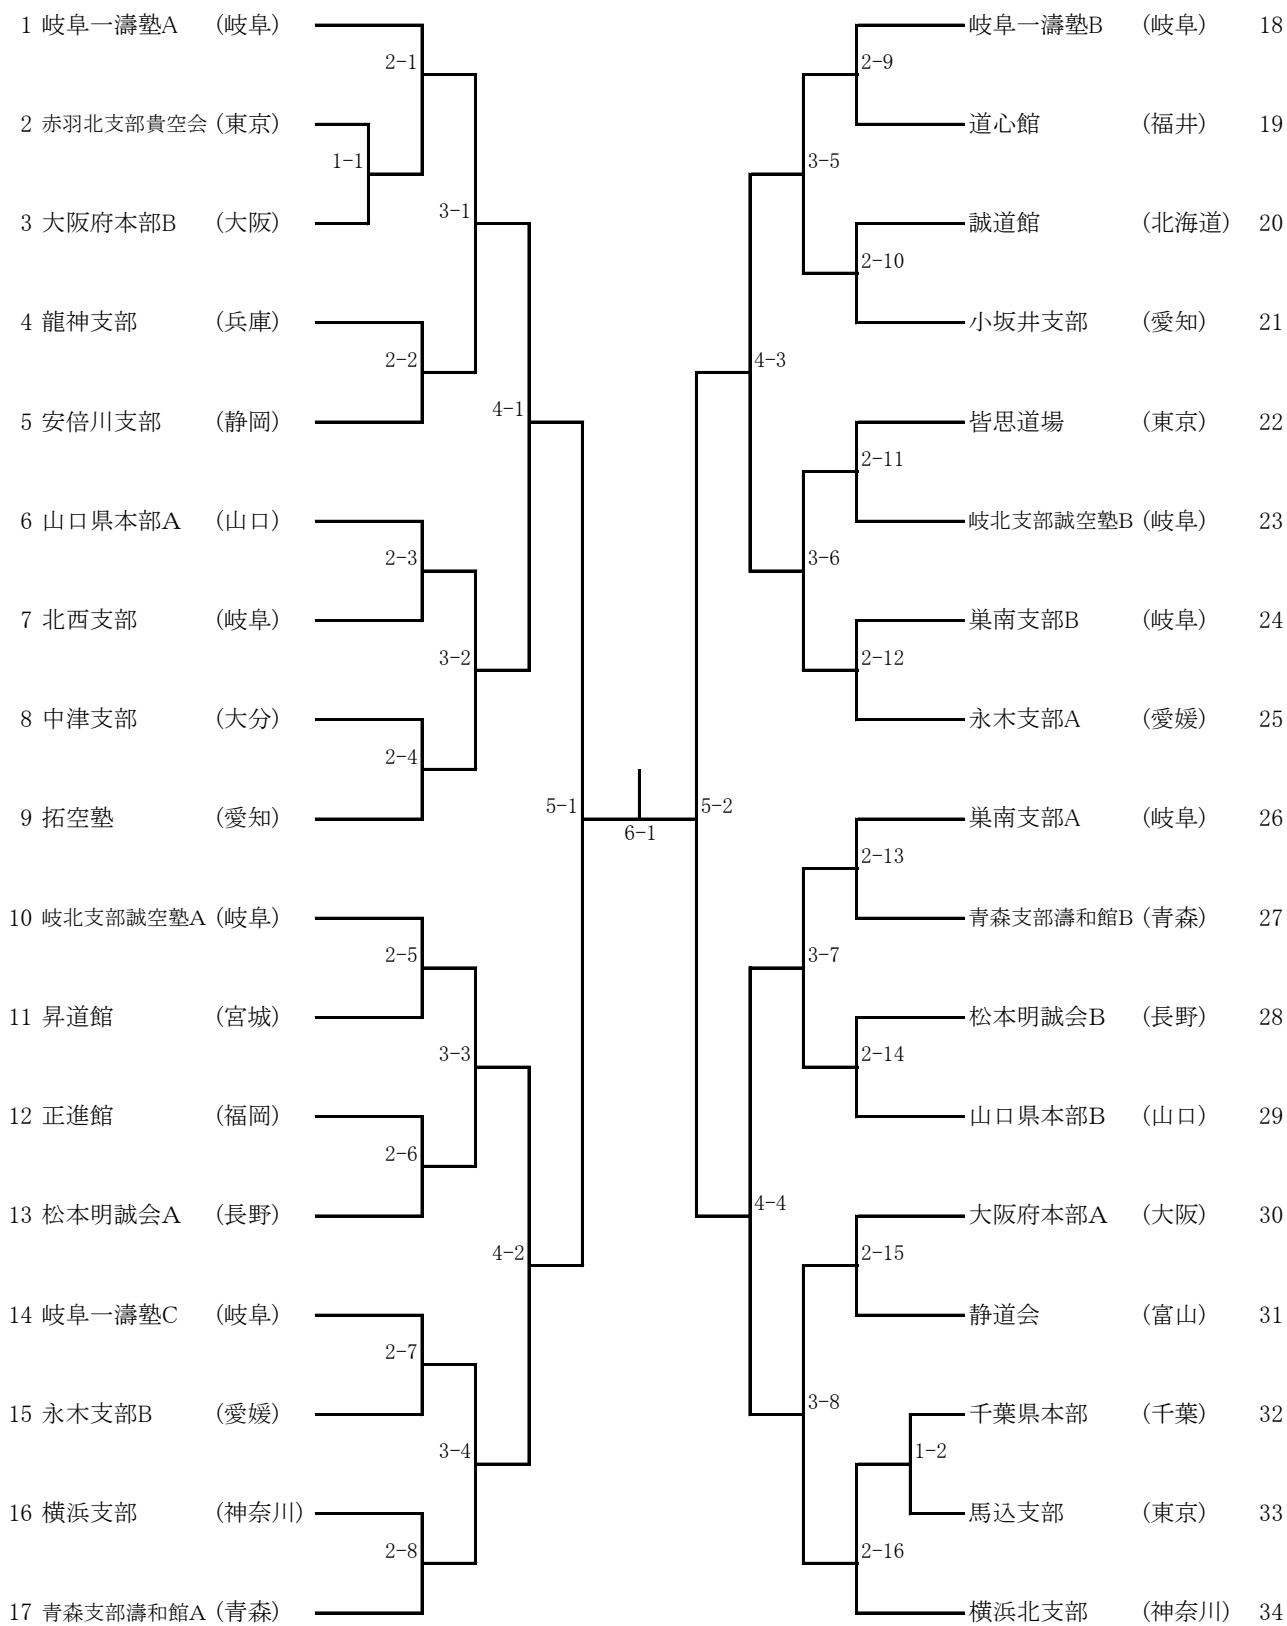 1 岐阜一濤塾A (岐阜)
2-1
2 赤羽北支部貴空会 (東京)
1-1
3 大阪府本部B (大阪)
3-1
4 龍神支部 (兵庫)
2-2
5 安倍川支部 (静岡)
4-1
6 山口県本部A (山口)
2-3
7 北西支部 (岐阜)
3-2
8 中津支部 (大分)
2-4
9 拓空塾 (愛知)
5-1
6-1
10 岐北支部誠空塾A (岐阜)
2-5
11 昇道館 (宮城)
3-3
12 正進館 (福岡)
2-6
13 松本明誠会A (長野)
4-2
14 岐阜一濤塾C (岐阜)
2-7
15 永木支部B (愛媛)
3-4
16 横浜支部 (神奈川)
2-8
17 青森支部濤和館A (青森)
岐阜一濤塾B (岐阜) 18
2-9
道心館 (福井) 19
3-5
誠道館 (北海道) 20
2-10
小坂井支部 (愛知) 21
4-3
皆思道場 (東京) 22
2-11
岐北支部誠空塾B (岐阜) 23
3-6
巣南支部B (岐阜) 24
2-12
永木支部A (愛媛) 25
5-2
巣南支部A (岐阜) 26
2-13
青森支部濤和館B (青森) 27
3-7
松本明誠会B (長野) 28
2-14
山口県本部B (山口) 29
4-4
大阪府本部A (大阪) 30
2-15
静道会 (富山) 31
3-8
千葉県本部 (千葉) 32
1-2
馬込支部 (東京) 33
2-16
横浜北支部 (神奈川) 34